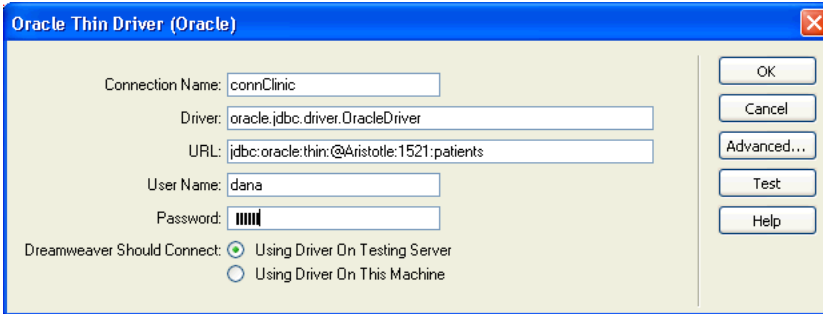 Oracle Thin Driver (Oracle)
Connection Name: connClinic
OK
Driver: oracle.jdbc.driver.OracleDriver
Cancel
URL: jdbc:oracle:thin:@Aristotle:1521:patients
Advanced...
User Name: dana
Test
Password:
Help
Dreamweaver Should Connect: Using Driver On Testing Server
Using Driver On This Machine